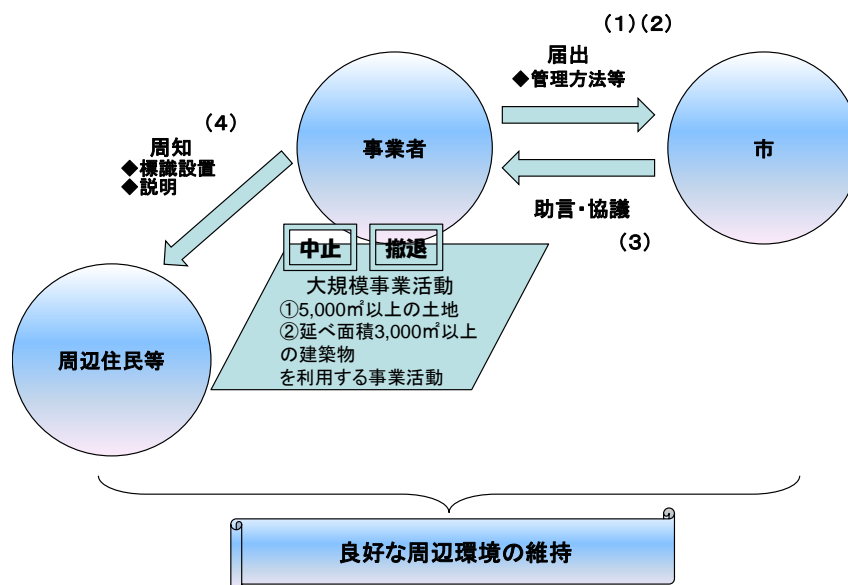 (1)(2)
届出
◆管理方法等
(4)
周知
◆標識設置
◆説明
事業者
市
助言・協議
(3)
中止
撤退
大規模事業活動
①5,000㎡以上の土地
②延べ面積3,000㎡以上
の建築物
を利用する事業活動
周辺住民等
良好な周辺環境の維持